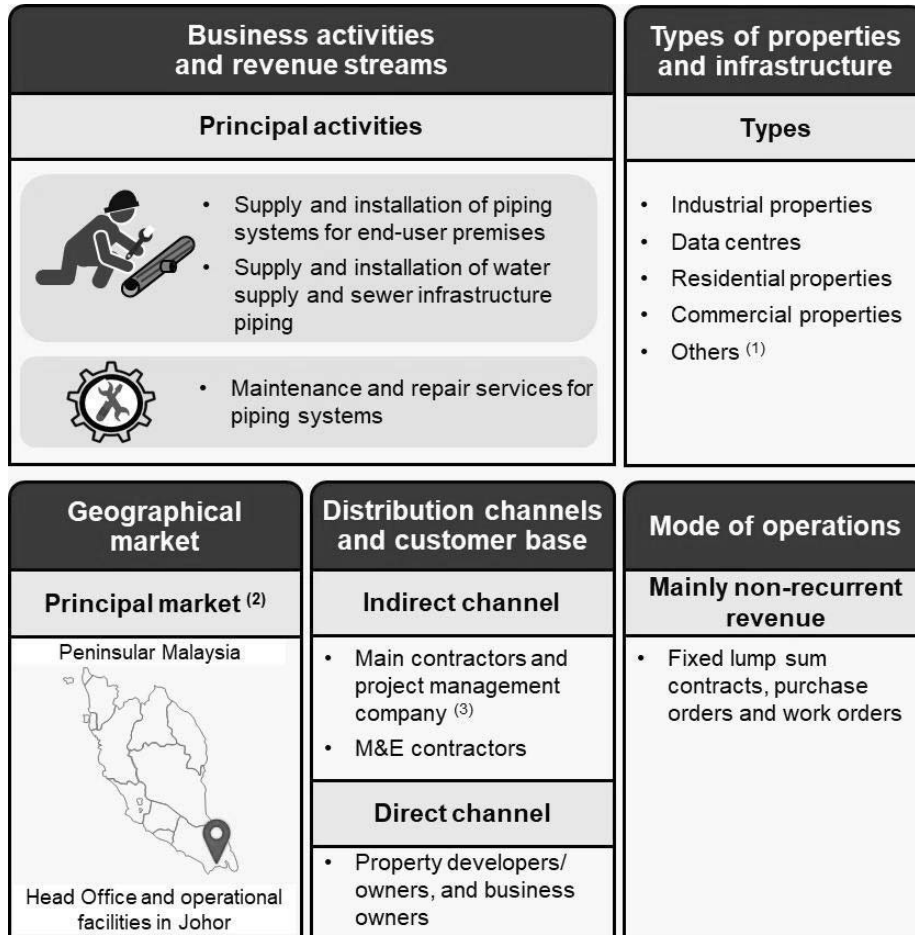 Business activities
and revenue streams
Principal activities
• Supply and installation of piping
systems for end-user premises
• Supply and installation of water
supply and sewer infrastructure
piping
• Maintenance and repair services for
piping systems
Types of properties
and infrastructure
Types
• Industrial properties
• Data centres
• Residential properties
• Commercial properties
• Others (1)
Geographical
market
Principal market (2)
Peninsular Malaysia
Head Office and operational
facilities in Johor
Distribution channels
and customer base
Indirect channel
• Main contractors and
project management
company (3)
• M&E contractors
Direct channel
• Property developers/
owners, and business
owners
Mode of operations
Mainly non-recurrent
revenue
• Fixed lump sum
contracts, purchase
orders and work orders